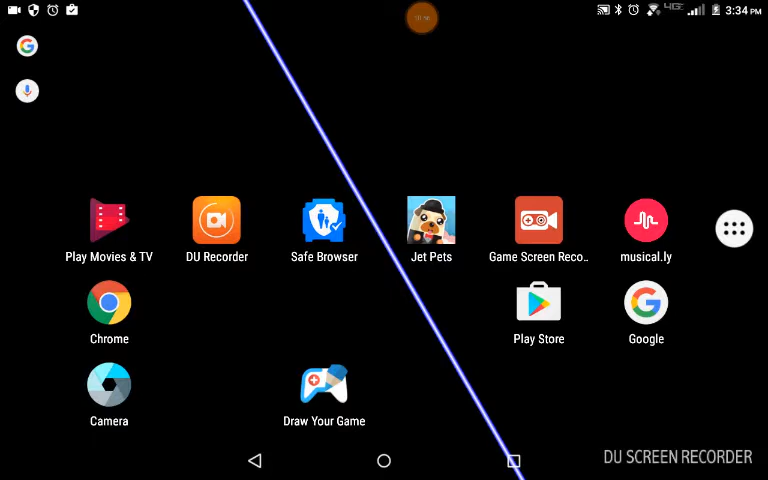 4G
3:34 PM
Play Movies & TV
DU Recorder
Safe Browser
Jet Pets
Game Screen Reco..
musical.ly
Chrome
Play Store
Google
Camera
Draw Your Game
DU SCREEN RECORDER